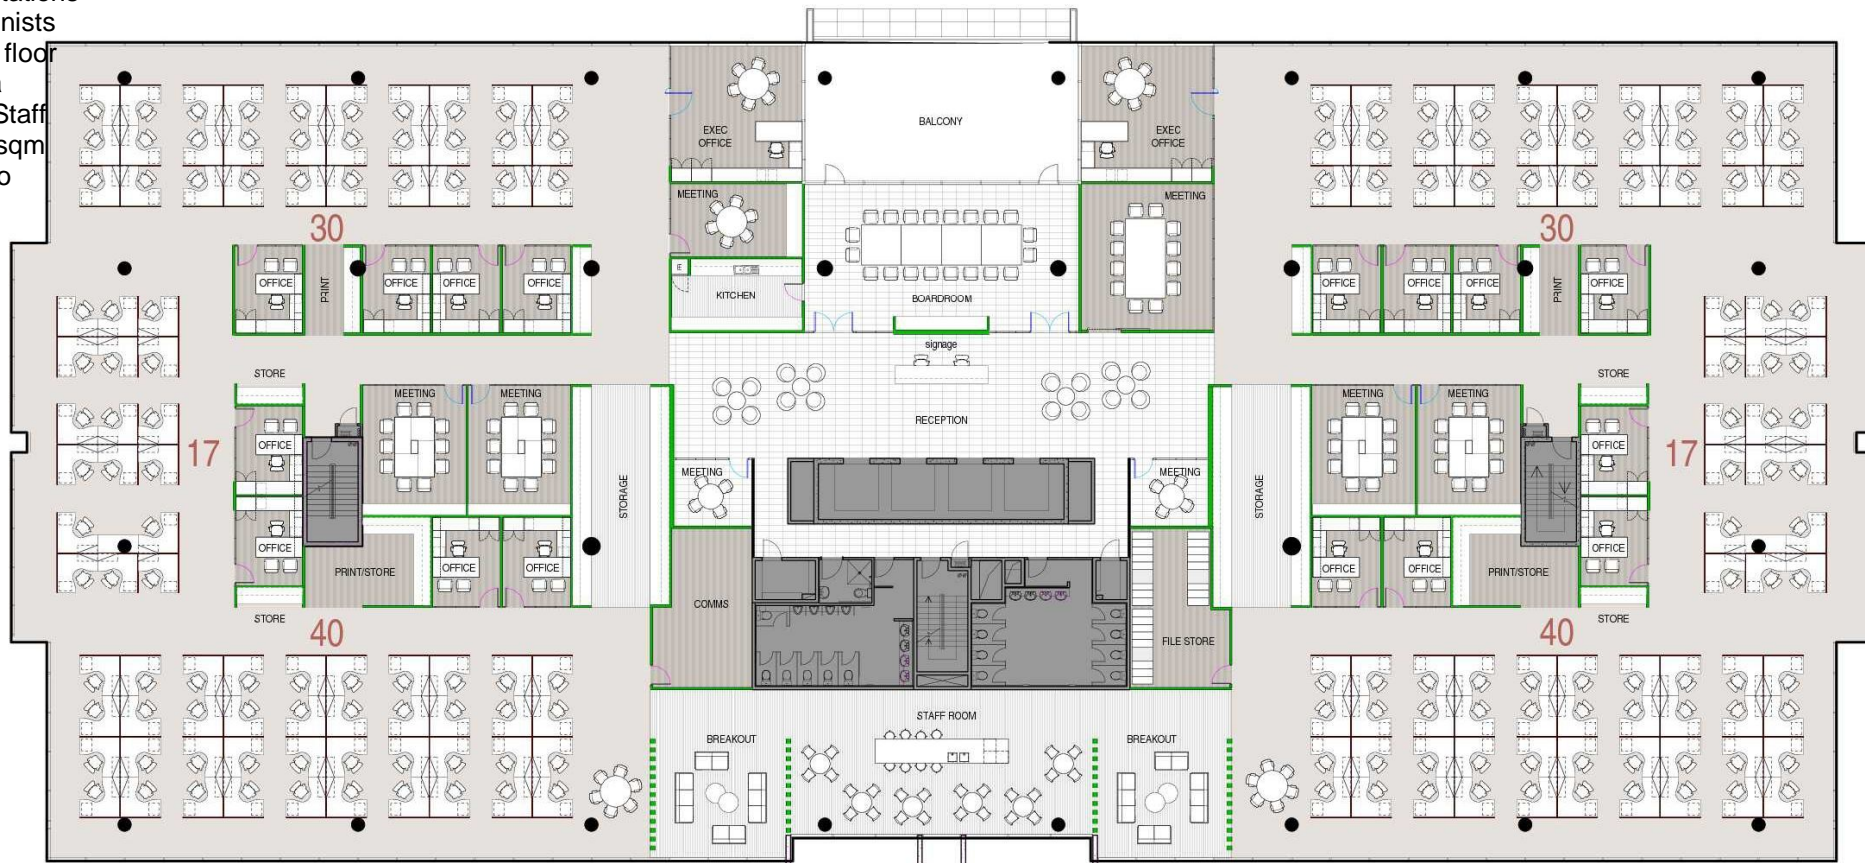 nists
floor
Staff
sqm
EXEC
OFFICE
BALCONY
EXEC
OFFICE
MEETING
MEETING
30
30
OFFICE
PRINT
OFFICE
OFFICE
OFFICE
KITCHEN
BOARDROOM
OFFICE
OFFICE
OFFICE
PRINT
OFFICE
signage
STORE
STORE
MEETING
MEETING
RECEPTION
MEETING
MEETING
17
OFFICE
OFFICE
17
MEETING
MEETING
STORAGE
STORAGE
OFFICE
OFFICE
PRINT/STORE
OFFICE
OFFICE
OFFICE
OFFICE
PRINT/STORE
COMMS
STORE
STORE
40
40
FILE STORE
STAFF ROOM
BREAKOUT
BREAKOUT